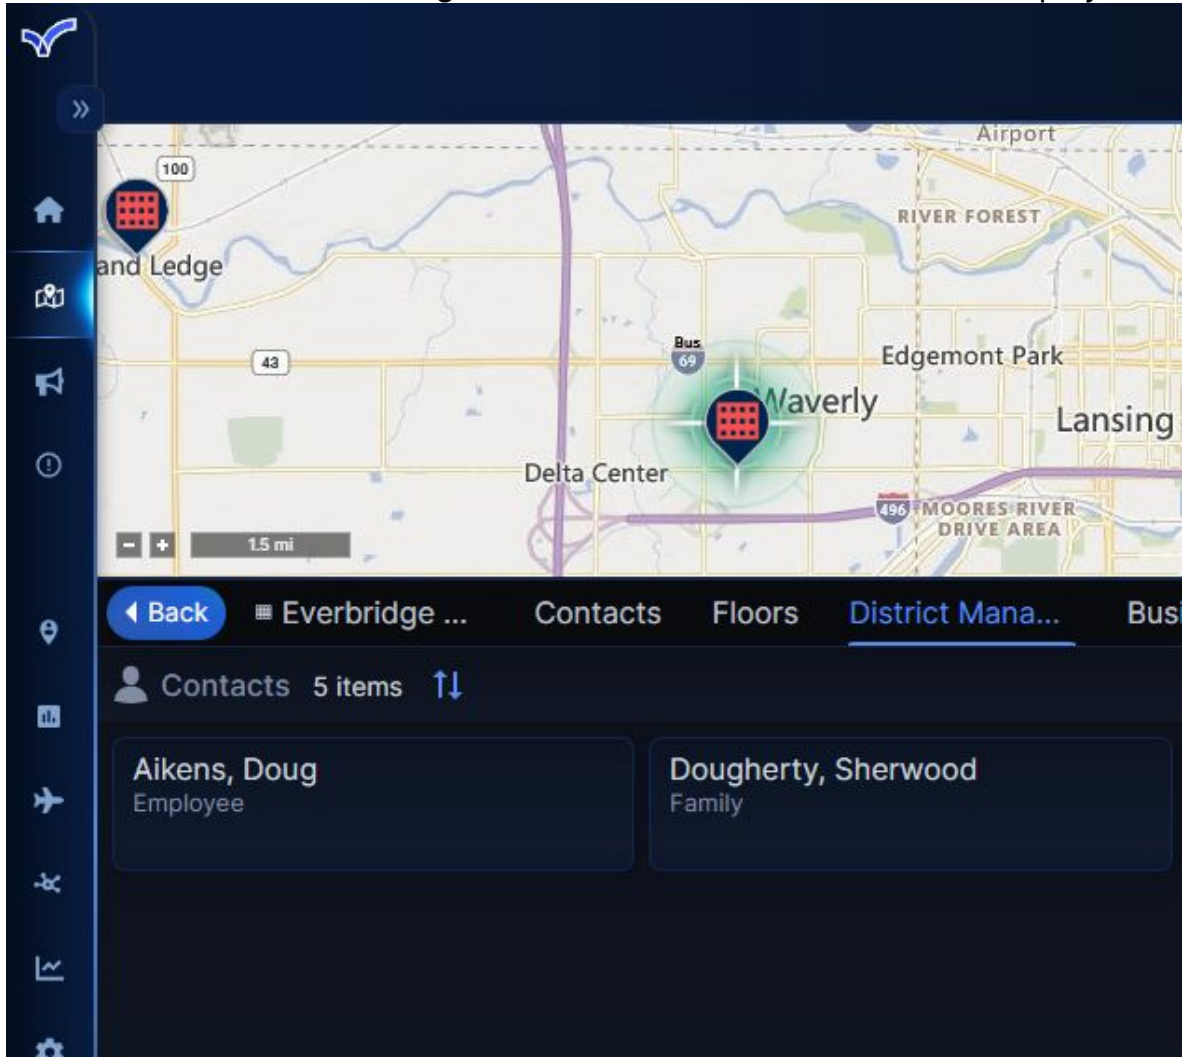 Airport
100
RIVER FOREST
and Ledge
Bus
69
43
Edgemont Park
Waverly
Lansing
Delta Center
496
MOORES RIVER
DRIVE AREA
- + 1.5 mi
Back Everbridge ... Contacts Floors District Mana... Busi
Contacts 5 items
Aikens, Doug Dougherty, Sherwood
Employee Family